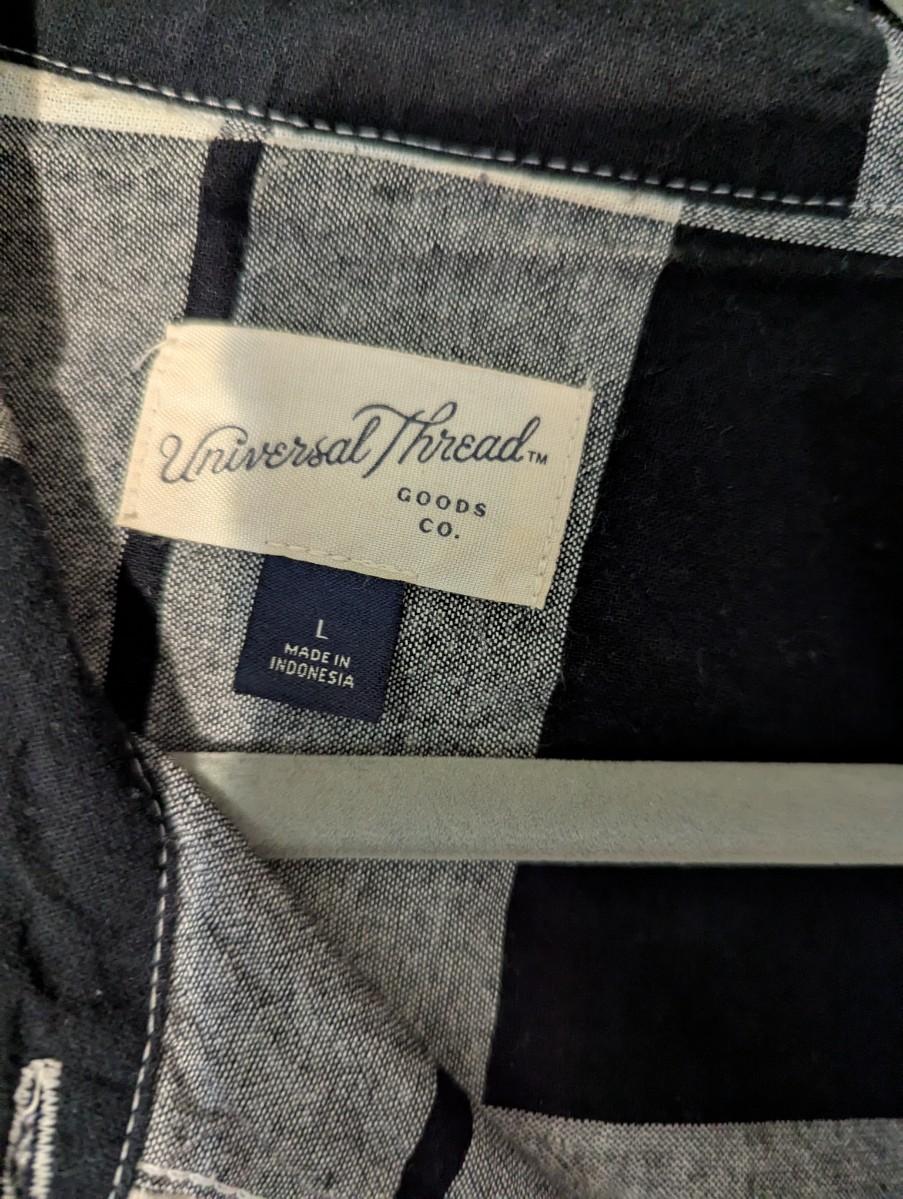 Universal Thread™
GOODS
CO.
L
MADE IN
INDONESIA